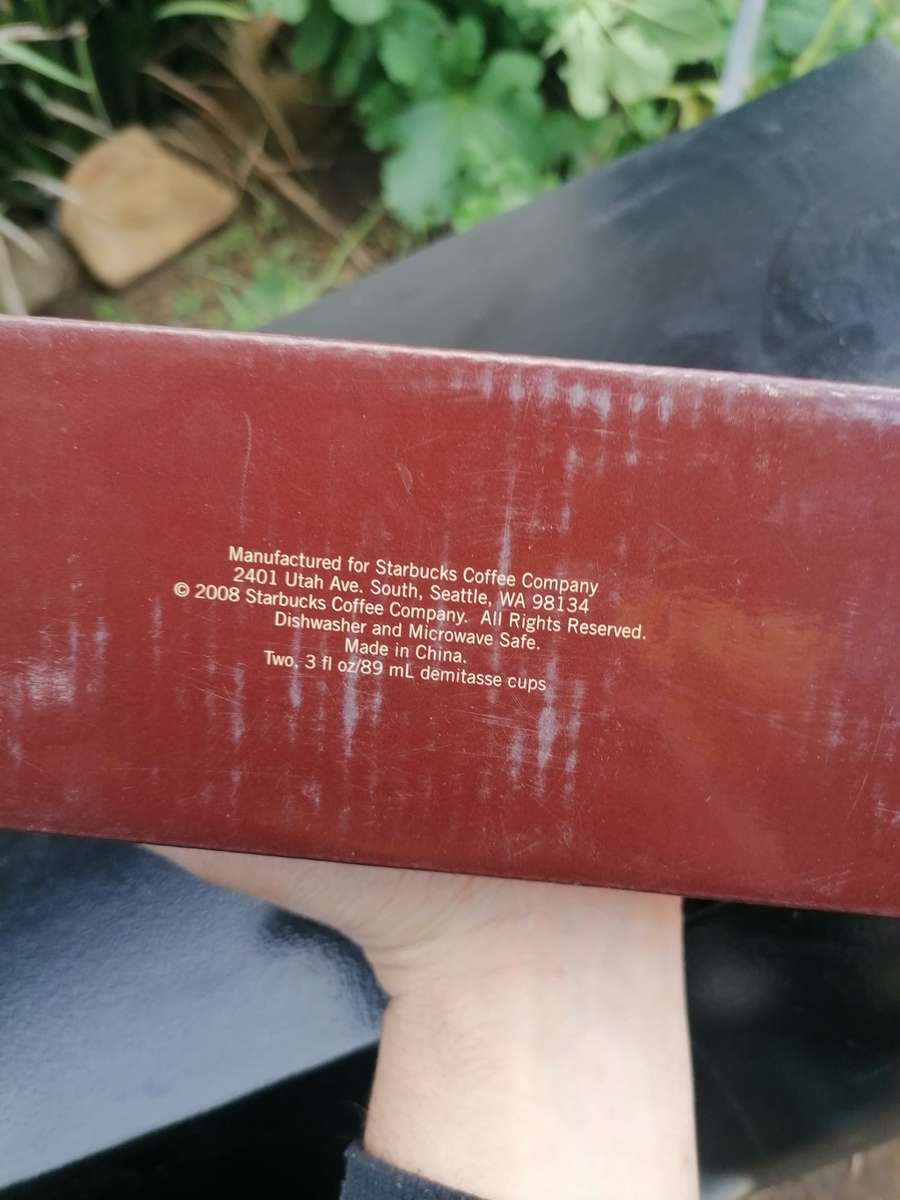 Manufactured for Starbucks Coffee Company
2401 Utah Ave. South, Seattle, WA 98134
© 2008 Starbucks Coffee Company. All Rights Reserved.
Dishwasher and Microwave Safe.
Made in China.
Two, 3 fl oz/89 mL demitasse cups